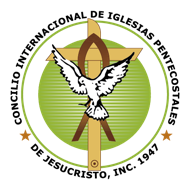 CONCILIO INTERNACIONAL DE IGLESIAS PENTECOSTALES
DE JESUCRISTO, INC. 1947